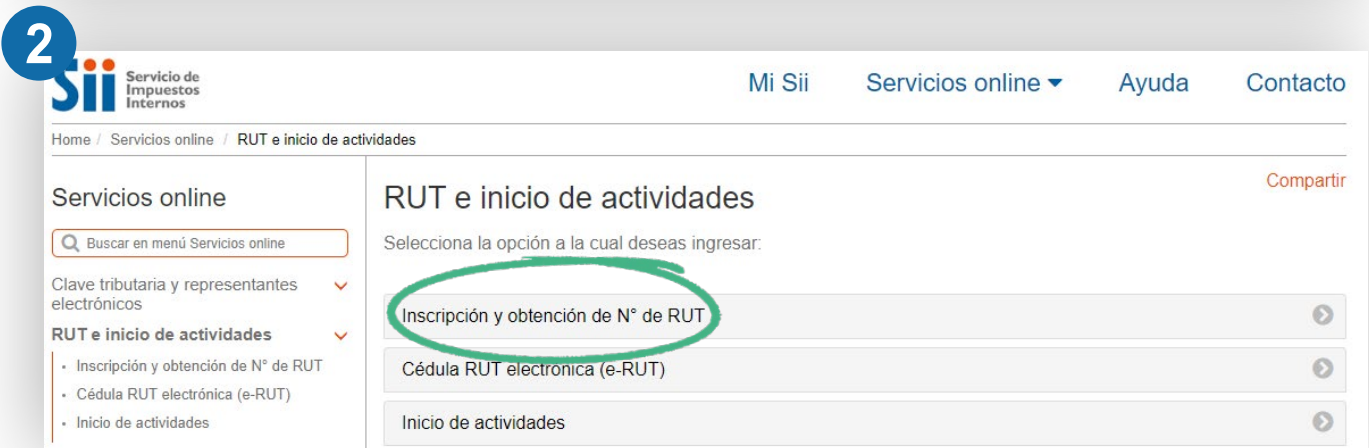 2
Sii Servicio de
Impuestos
Internos
Mi Sii Servicios online Ayuda Contacto
Home / Servicios online / RUT e inicio de actividades
Compartir
Servicios online
Buscar en menú Servicios online
Clave tributaria y representantes
electrónicos
RUT e inicio de actividades
• Inscripción y obtención de N° de RUT
• Cédula RUT electrónica (e-RUT)
• Inicio de actividades
RUT e inicio de actividades
Selecciona la opción a la cual deseas ingresar:
Inscripción y obtención de N° de RUT
Cédula RUT electrónica (e-RUT)
Inicio de actividades